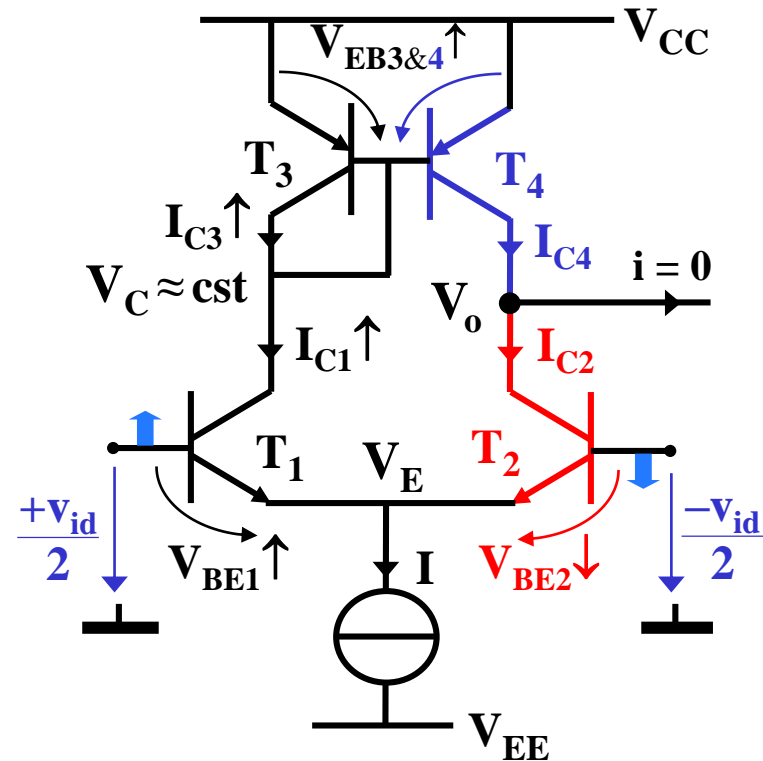 V_CC
V_EB3&4 ↑
T_3
T_4
I_C3 ↑
I_C4
i = 0
V_C ≈ cst
V_o
I_C1 ↑
I_C2
T_1
V_E
T_2
+v_id/2
V_BE1 ↑
I
V_BE2 ↓
−v_id/2
V_EE